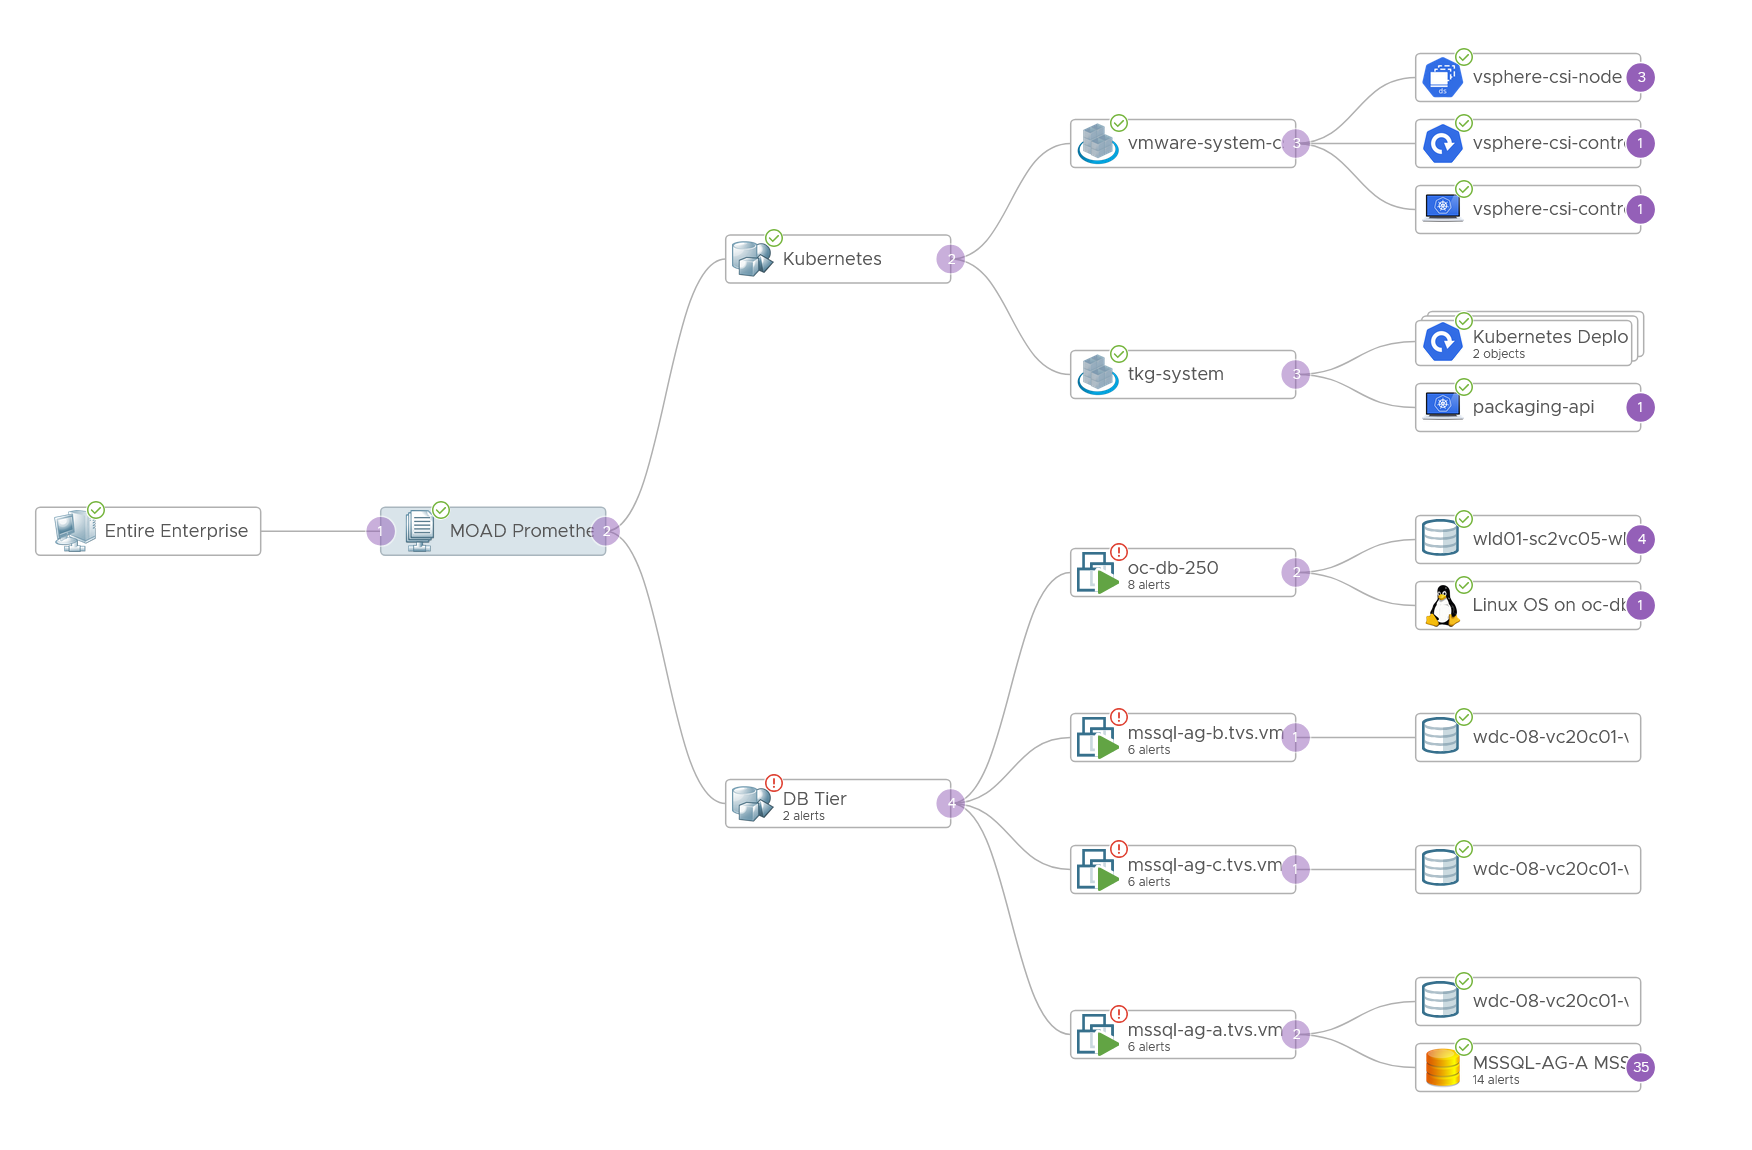 Entire Enterprise
1
MOAD Promethe
2
Kubernetes
2
DB Tier
2 alerts
4
vmware-system-c
3
tkg-system
3
oc-db-250
8 alerts
2
mssql-ag-b.tvs.vm
6 alerts
1
mssql-ag-c.tvs.vm
6 alerts
1
mssql-ag-a.tvs.vm
6 alerts
2
ds
vsphere-csi-node
3
vsphere-csi-contr
1
vsphere-csi-contr
1
Kubernetes Deplo
2 objects
packaging-api
1
wld01-sc2vc05-wl
4
Linux OS on oc-db
1
wdc-08-vc20c01-
wdc-08-vc20c01-
wdc-08-vc20c01-
MSSQL-AG-A MSS
14 alerts
35